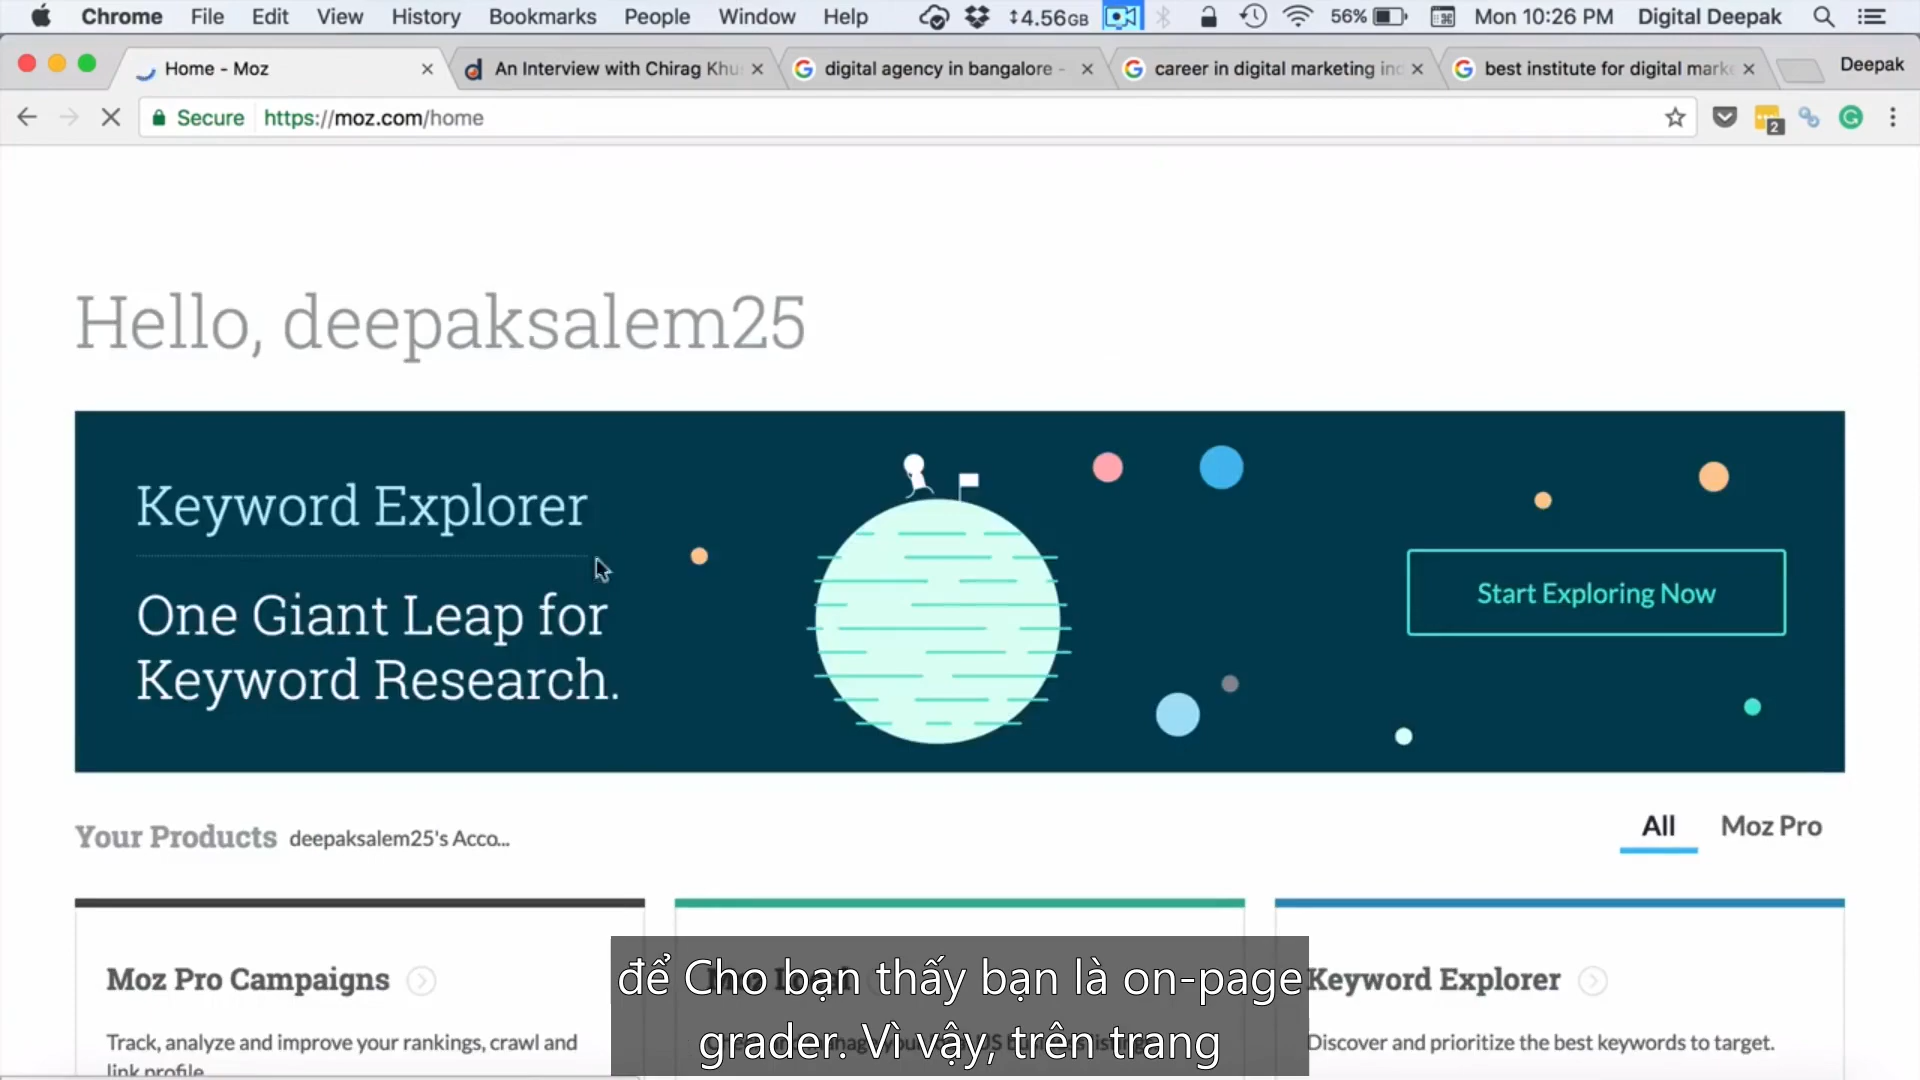 Chrome File Edit View History Bookmarks People Window Help 4.56GB 56% Mon 10:26 PM Digital Deepak
Home - Moz An Interview with Chirag Khu digital agency in bangalore - career in digital marketing in best institute for digital mark Deepak
Secure https://moz.com/home 2
Hello, deepaksalem25
Keyword Explorer
One Giant Leap for
Keyword Research.
Start Exploring Now
Your Products deepaksalem25's Acco... All Moz Pro
Moz Pro Campaigns Keyword Explorer
Track, analyze and improve your rankings, crawl and
link profile
Discover and prioritize the best keywords to target.
để Cho bạn thấy bạn là on-page
grader. Vì vậy, trên trang